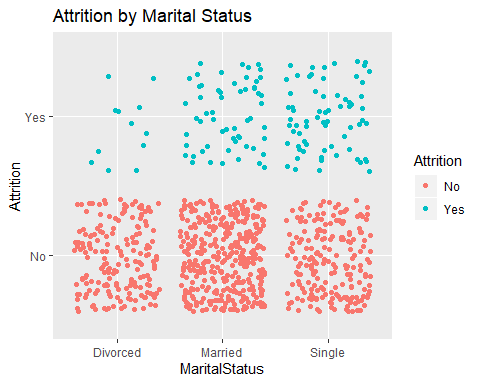 Attrition by Marital Status
Yes
No
Attrition
Divorced
Married
Single
MaritalStatus
Attrition
No
Yes